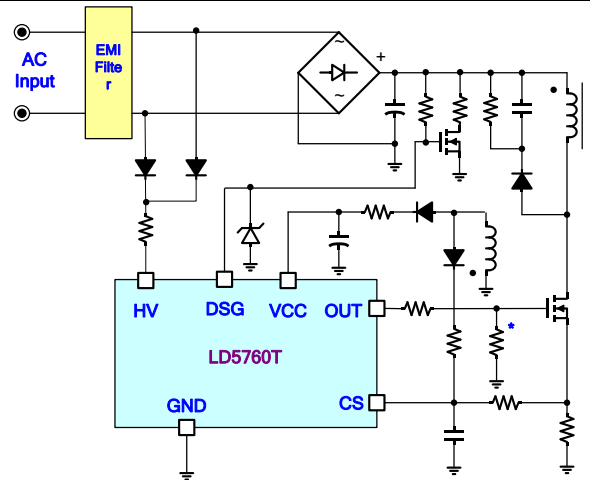 AC
Input
EMI
Filte
r
~
+
~
HV
DSG
VCC
OUT
*
LD5760T
CS
GND